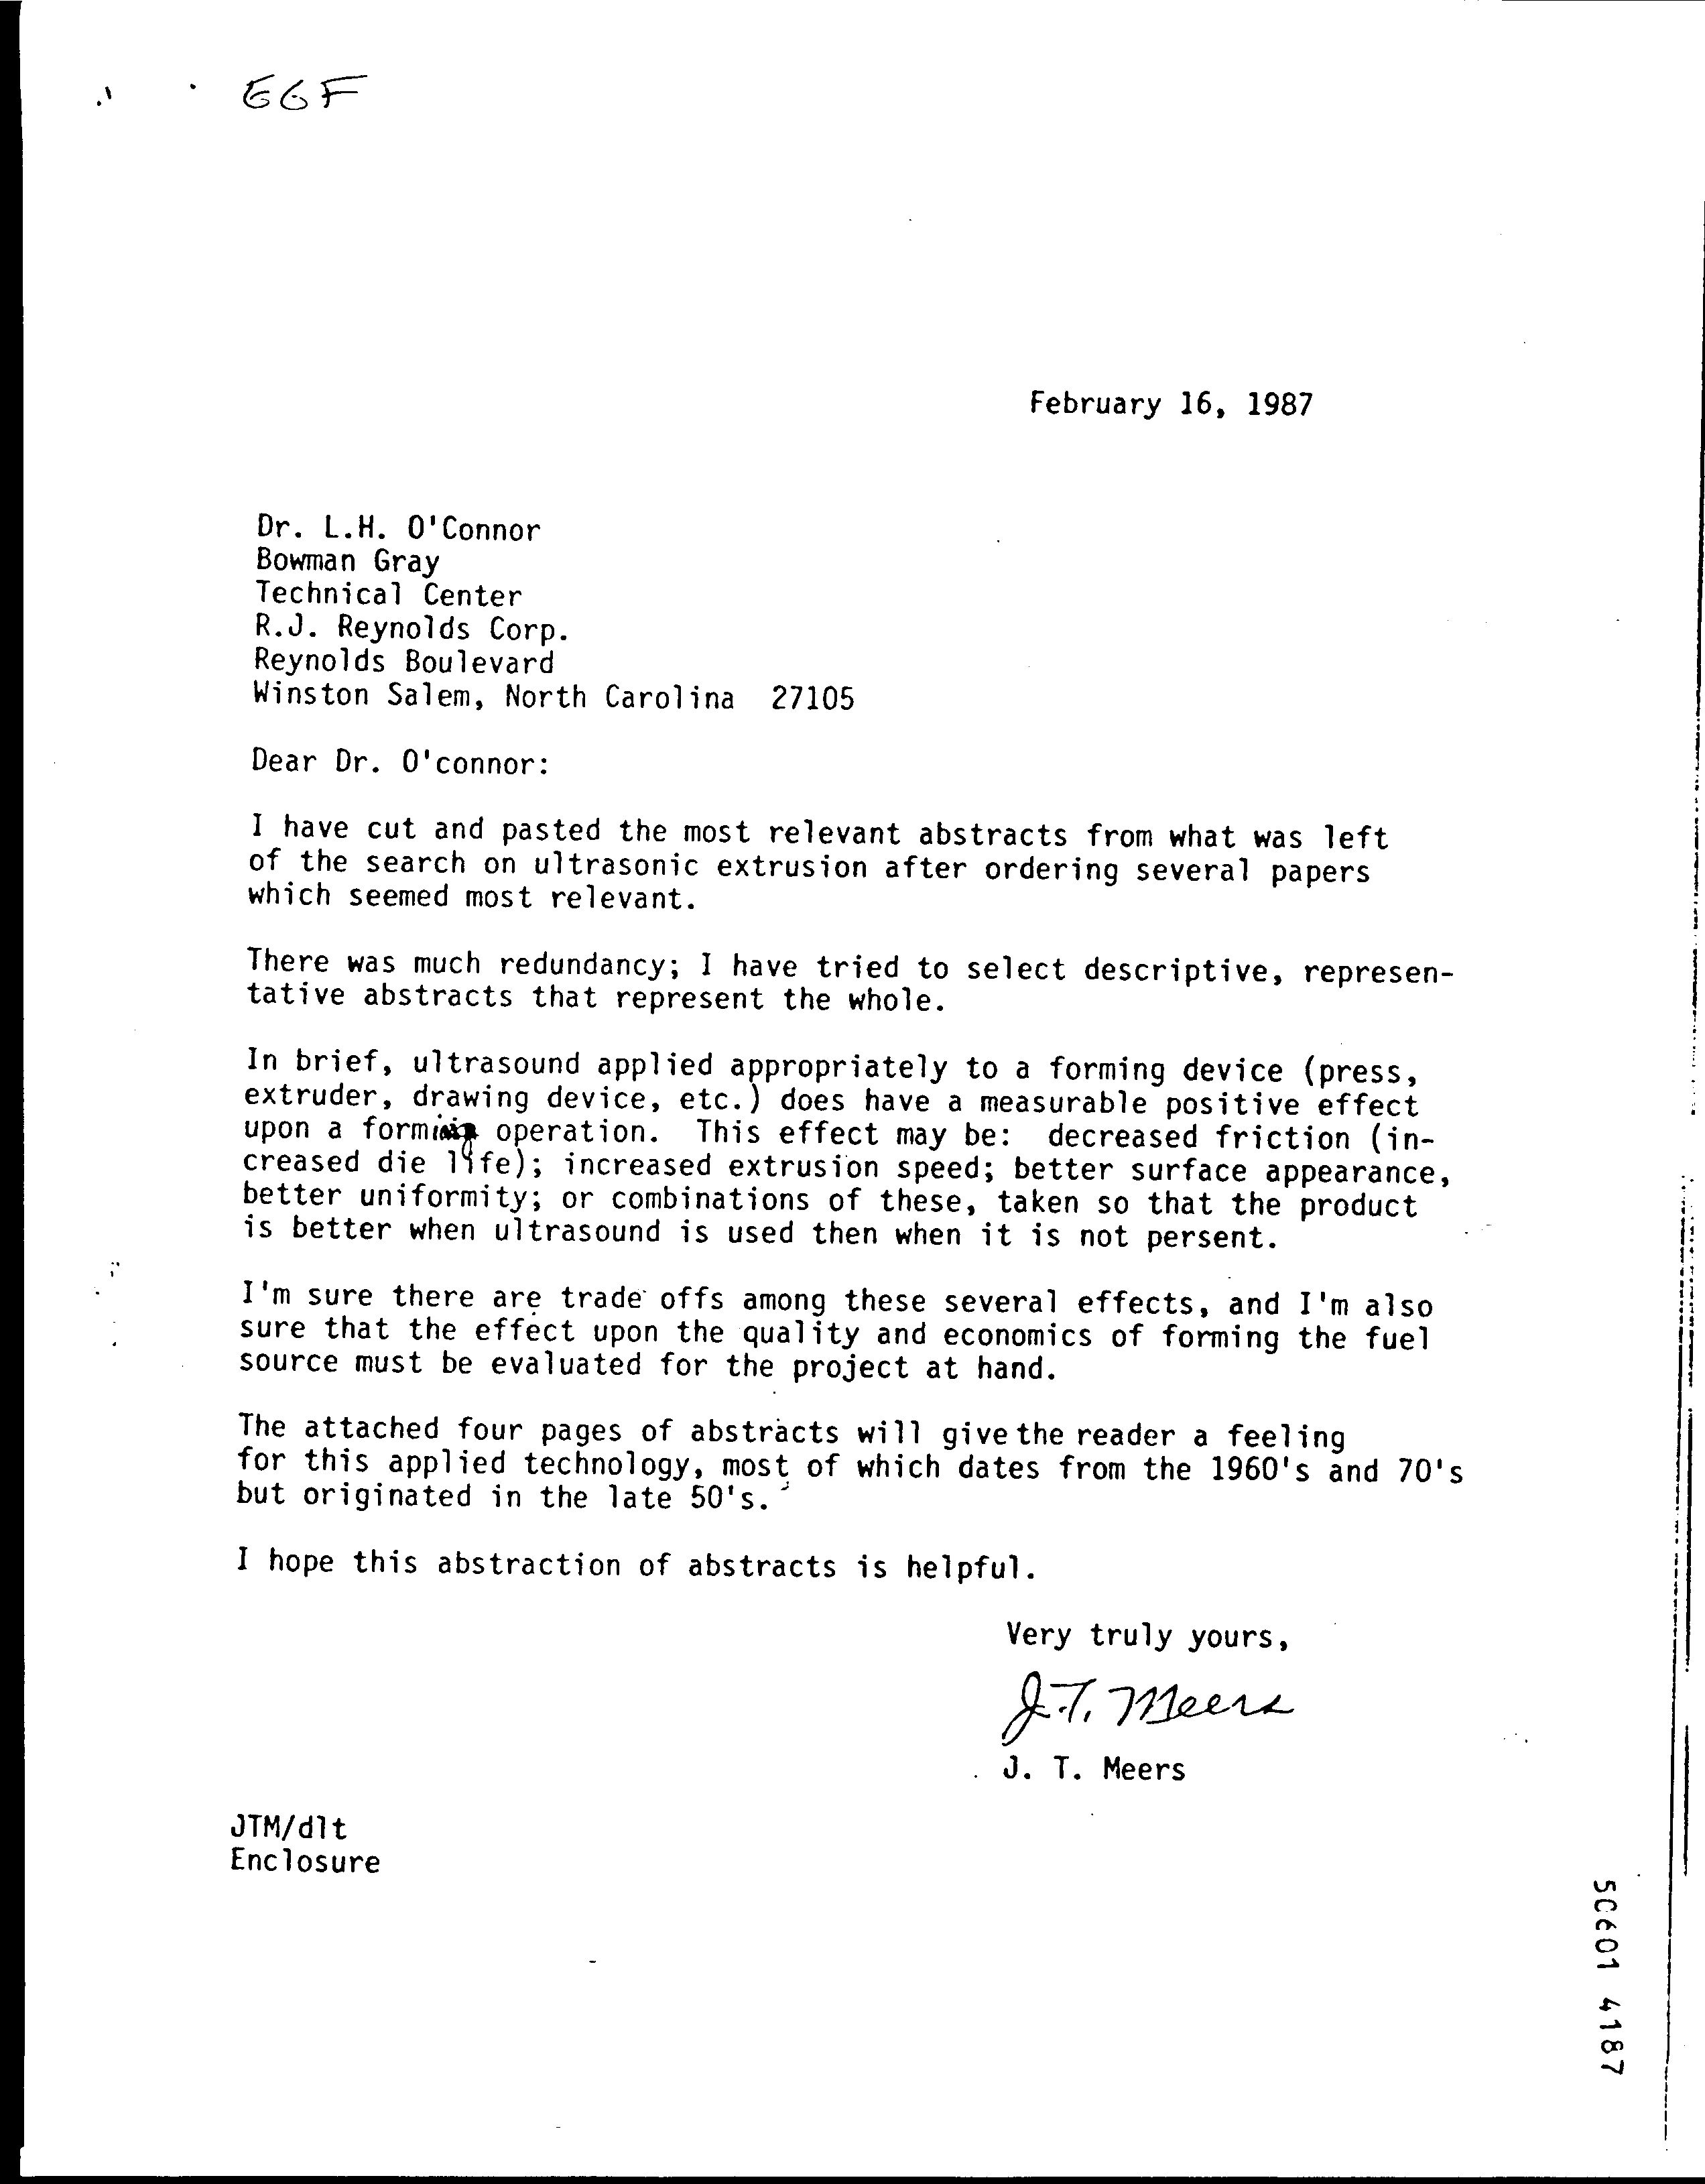 EGF
February 16, 1987
Dr. L.H. O'Connor
Bowman Gray
Technical Center
R.J. Reynolds Corp.
Reynolds Boulevard
Winston Salem, North Carolina 27105
Dear Dr. O'connor:
I have cut and pasted the most relevant abstracts from what was left
of the search on ultrasonic extrusion after ordering several papers
which seemed most relevant.
There was much redundancy; I have tried to select descriptive, represen-
tative abstracts that represent the whole.
In brief, ultrasound applied appropriately to a forming device (press,
extruder, drawing device, etc.) does have a measurable positive effect
upon a forming operation. This effect may be: decreased friction (in-
creased die life); increased extrusion speed; better surface appearance,
better uniformity; or combinations of these, taken so that the product
is better when ultrasound is used then when it is not persent.
I'm sure there are trade offs among these several effects, and I'm also
sure that the effect upon the quality and economics of forming the fuel
source must be evaluated for the project at hand.
The attached four pages of abstracts will give the reader a feeling
for this applied technology, most of which dates from the 1960's and 70's
but originated in the late 50's.
I hope this abstraction of abstracts is helpful.
Very truly yours,
J.T. Meers
J. T. Meers
JTM/dlt
Enclosure
50601 4187